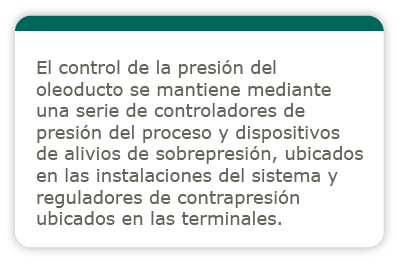 El control de la presión del
oleoducto se mantiene mediante
una serie de controladores de
presión del proceso y dispositivos
de alivios de sobrepresión, ubicados
en las instalaciones del sistema y
reguladores de contrapresión
ubicados en las terminales.